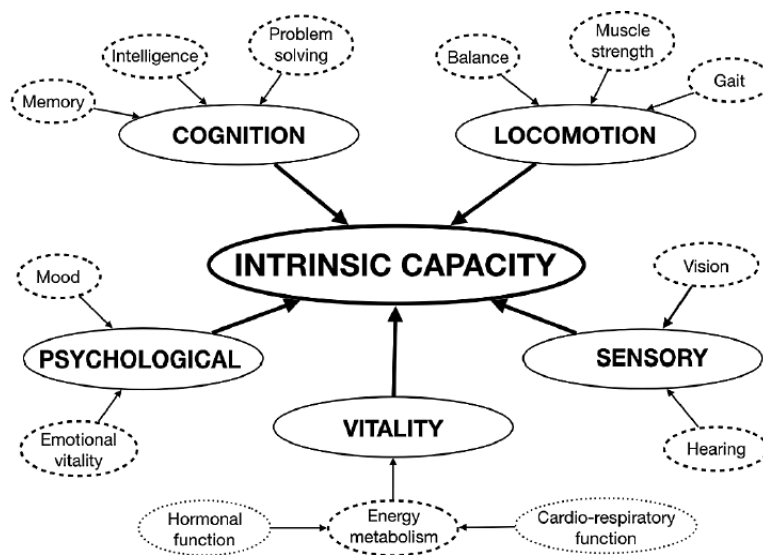 Problem
solving
Intelligence
Memory
COGNITION
Muscle
strength
Balance
Gait
LOCOMOTION
INTRINSIC CAPACITY
Mood
PSYCHOLOGICAL
Emotional
vitality
Vision
SENSORY
Hearing
VITALITY
Hormonal
function
Energy
metabolism
Cardio-respiratory
function